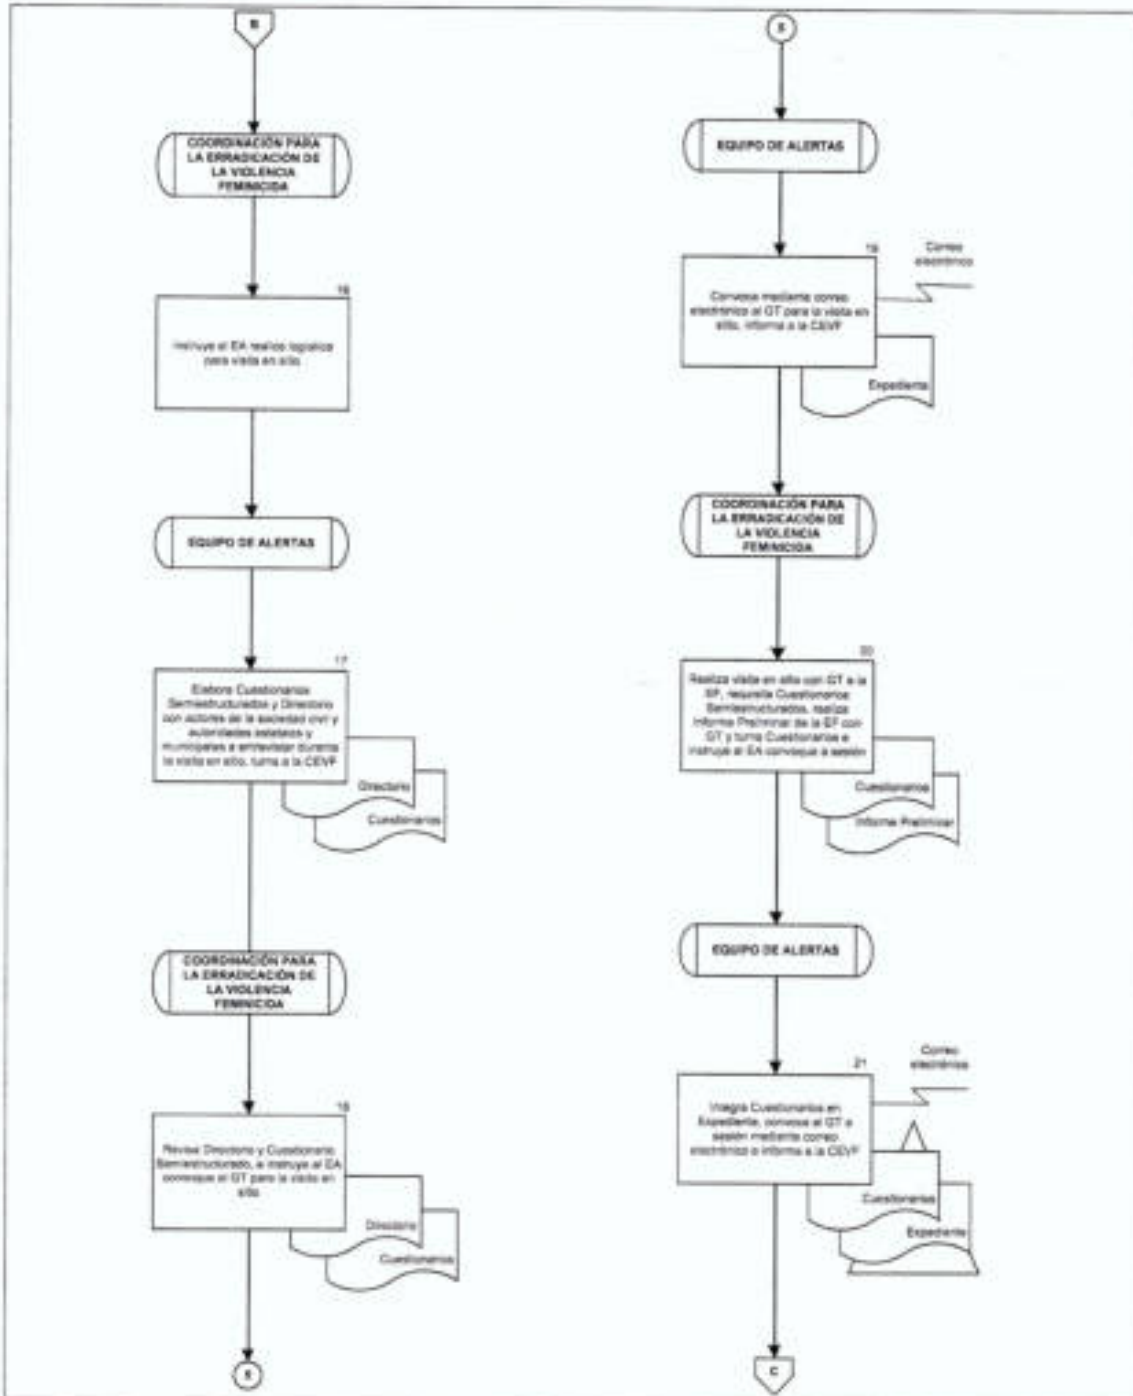 B
COORDINACIÓN PARA
LA ERRADICACIÓN DE
LA VIOLENCIA
FEMINICIDA
16
Instruye al EA realice logística
para visita en sitio
EQUIPO DE ALERTAS
17
Elabora Cuestionarios
Semiestructurados y Directorio
con actores de la sociedad civil y
autoridades estatales y
municipales a entrevistar durante
la visita en sitio, turna a la CEVF
Directorio
Cuestionarios
COORDINACIÓN PARA
LA ERRADICACIÓN DE
LA VIOLENCIA
FEMINICIDA
18
Revisa Directorio y Cuestionario
Semiestructurado, e instruye al EA
convoque al GT para la visita en
sitio
Directorio
Cuestionarios
5
5
EQUIPO DE ALERTAS
19
Correo
electrónico
Convoca mediante correo
electrónico al GT para la visita en
sitio, informa a la CEVF
Expediente
COORDINACIÓN PARA
LA ERRADICACIÓN DE
LA VIOLENCIA
FEMINICIDA
20
Realiza visita en sitio con GT a la
EF, requisita Cuestionarios
Semiestructurados, realiza
Informe Preliminar de la EF con
GT y turna Cuestionarios e
instruye al EA convoque a sesión
Cuestionarios
Informe Preliminar
EQUIPO DE ALERTAS
21
Correo
electrónico
Integra Cuestionarios en
Expediente, convoca al GT a
sesión mediante correo
electrónico e informa a la CEVF
Cuestionarios
Expediente
C